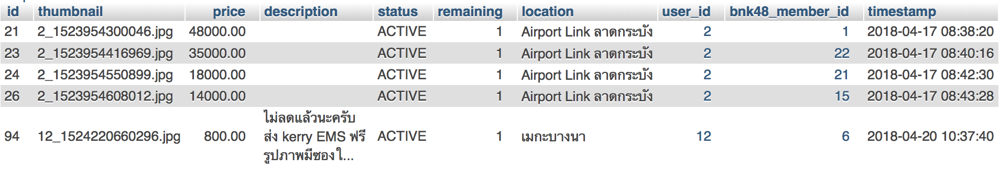 id thumbnail price description status remaining location user_id bnk48_member_id timestamp
21 2_1523954300046.jpg 48000.00 ACTIVE 1 Airport Link ลาดกระบัง 2 1 2018-04-17 08:38:20
23 2_1523954416969.jpg 35000.00 ACTIVE 1 Airport Link ลาดกระบัง 2 22 2018-04-17 08:40:16
24 2_1523954550899.jpg 18000.00 ACTIVE 1 Airport Link ลาดกระบัง 2 21 2018-04-17 08:42:30
26 2_1523954608012.jpg 14000.00 ACTIVE 1 Airport Link ลาดกระบัง 2 15 2018-04-17 08:43:28
ไม่ลดแล้วนะครับ
94 12_1524220660296.jpg 800.00 ส่ง kerry EMS ฟรี ACTIVE 1 เมกะบางนา 12 6 2018-04-20 10:37:40
รูปภาพมีซองใ...